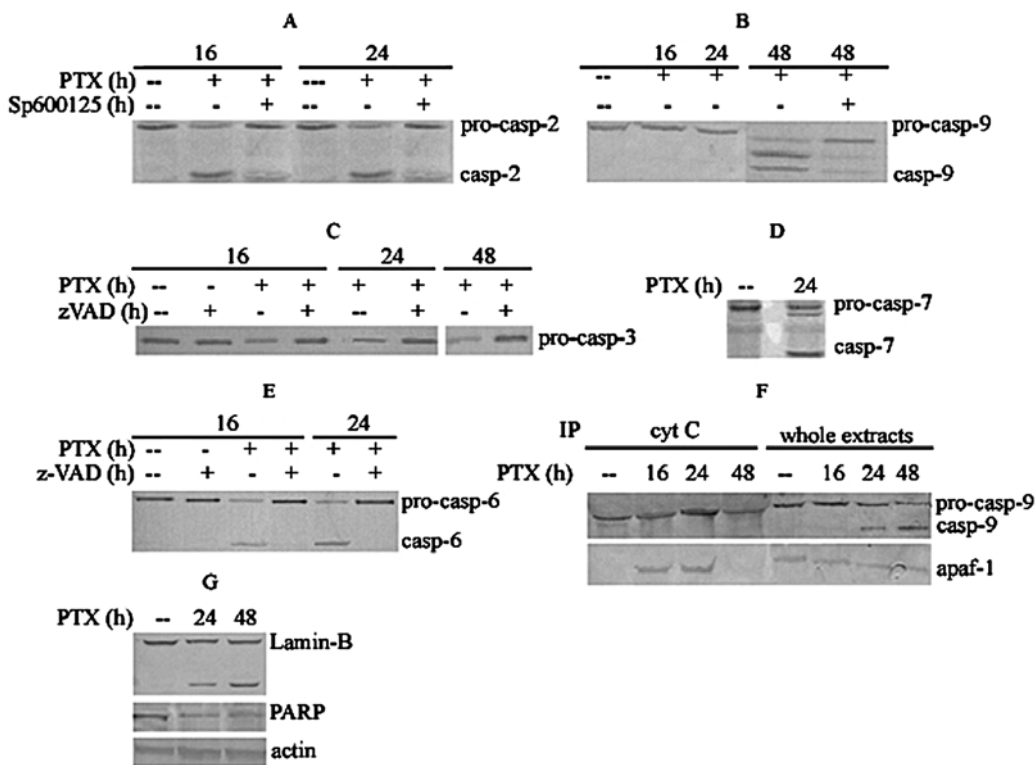 A
16 24
PTX (h) -- + + --- + +
Sp600125 (h) -- - + --- - +
pro-casp-2
casp-2
B
16 24 48 48
-- + + + +
-- - - - +
pro-casp-9
casp-9
C
16 24 48
PTX (h) -- -- + + + + + +
zVAD (h) -- + - + -- + - +
pro-casp-3
D
PTX (h) -- 24
pro-casp-7
casp-7
E
16 24
PTX (h) -- - + + + +
z-VAD (h) -- + - + - +
pro-casp-6
casp-6
F
IP cyt C whole extracts
PTX (h) -- 16 24 48 -- 16 24 48
pro-casp-9
casp-9
apaf-1
G
PTX (h) -- 24 48
Lamin-B
PARP
actin